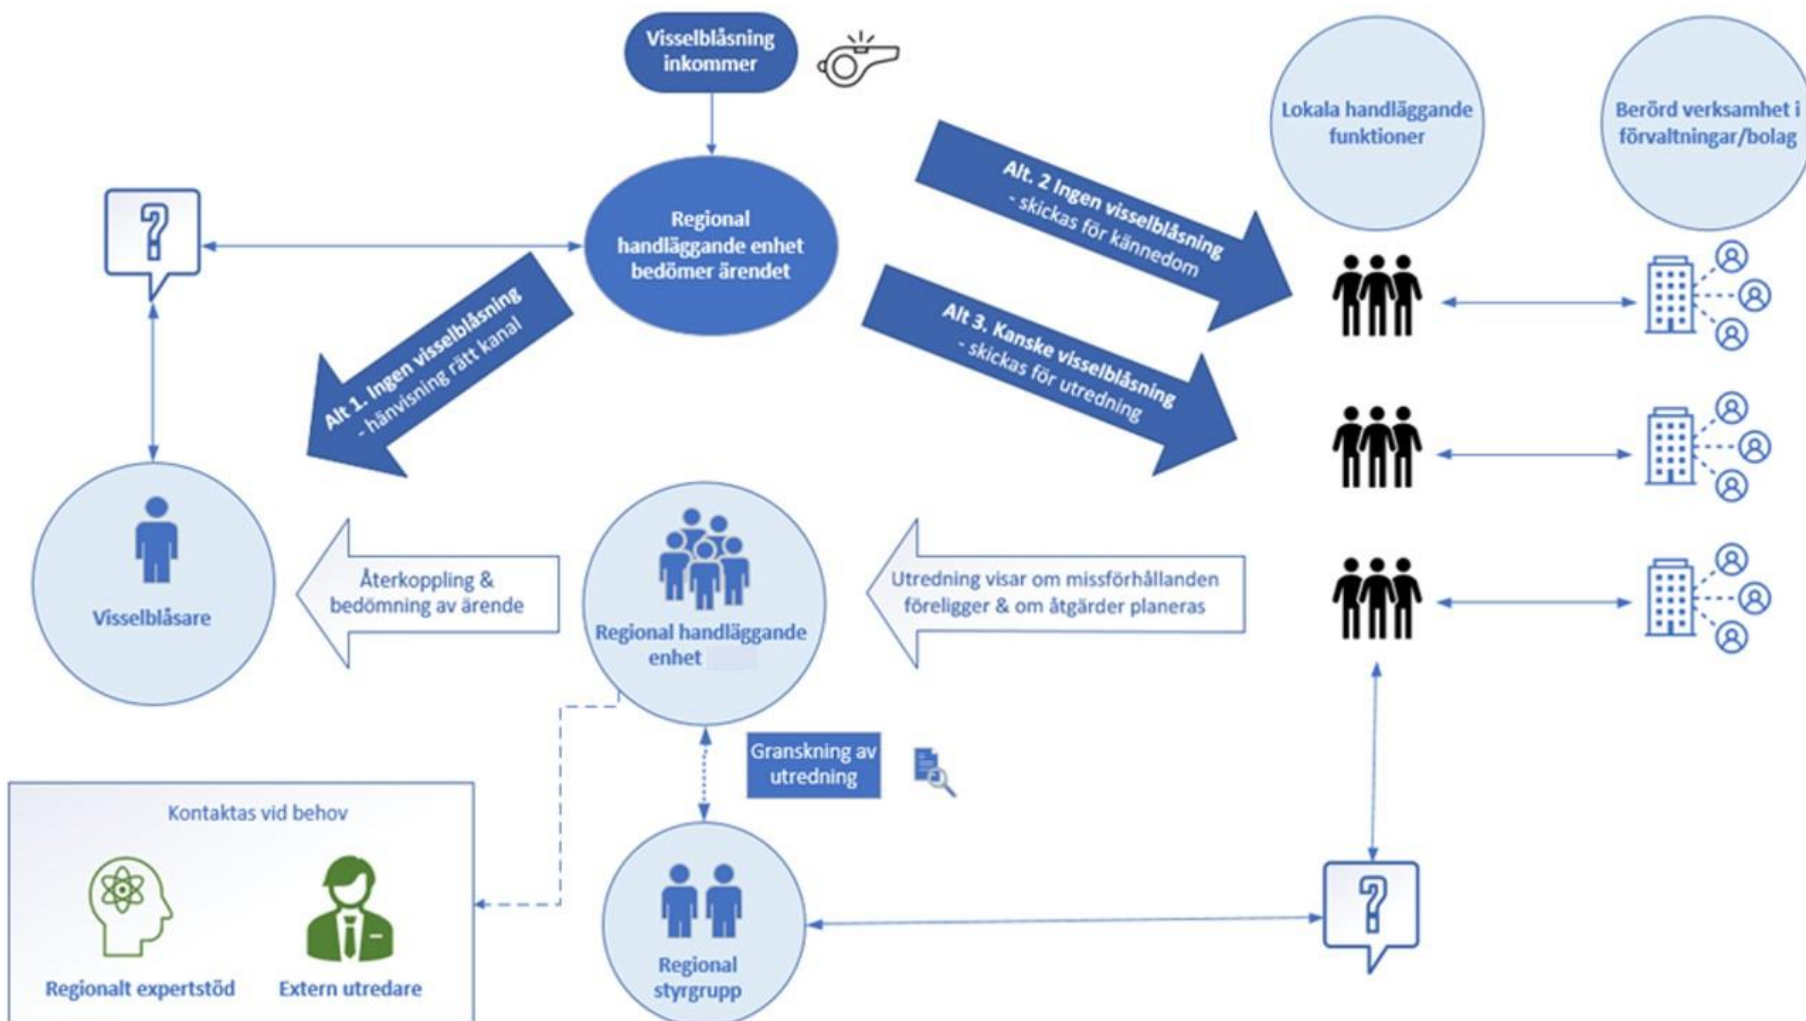 Visselblåsning
inkommer
Lokala handläggande
funktioner
Berörd verksamhet i
förvaltningar/bolag
Regional
handläggande enhet
bedömer ärendet
Alt. 2 Ingen visselblåsning
- skickas för kännedom
Alt 3. Kanske visselblåsning
- skickas för utredning
Alt 1. Ingen visselblåsning
- hänvisning rätt kanal
?
Visselblåsare
Återkoppling &
bedömning av ärende
Regional handläggande
enhet
Utredning visar om missförhållanden
föreligger & om åtgärder planeras
Granskning av
utredning
Kontaktas vid behov
Regionalt expertstöd
Extern utredare
Regional
styrgrupp
?